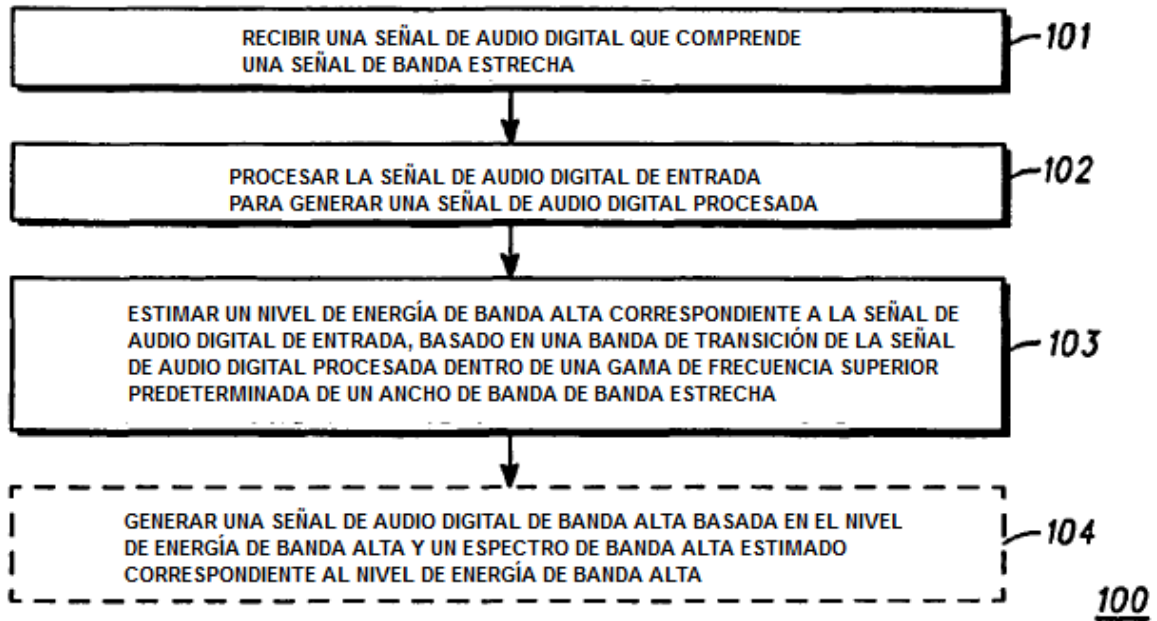 RECIBIR UNA SEÑAL DE AUDIO DIGITAL QUE COMPRENDE
UNA SEÑAL DE BANDA ESTRECHA
101
PROCESAR LA SEÑAL DE AUDIO DIGITAL DE ENTRADA
PARA GENERAR UNA SEÑAL DE AUDIO DIGITAL PROCESADA
102
ESTIMAR UN NIVEL DE ENERGÍA DE BANDA ALTA CORRESPONDIENTE A LA SEÑAL DE
AUDIO DIGITAL DE ENTRADA, BASADO EN UNA BANDA DE TRANSICIÓN DE LA SEÑAL
DE AUDIO DIGITAL PROCESADA DENTRO DE UNA GAMA DE FRECUENCIA SUPERIOR
PREDETERMINADA DE UN ANCHO DE BANDA DE BANDA ESTRECHA
103
GENERAR UNA SEÑAL DE AUDIO DIGITAL DE BANDA ALTA BASADA EN EL NIVEL
DE ENERGÍA DE BANDA ALTA Y UN ESPECTRO DE BANDA ALTA ESTIMADO
CORRESPONDIENTE AL NIVEL DE ENERGÍA DE BANDA ALTA
104
100